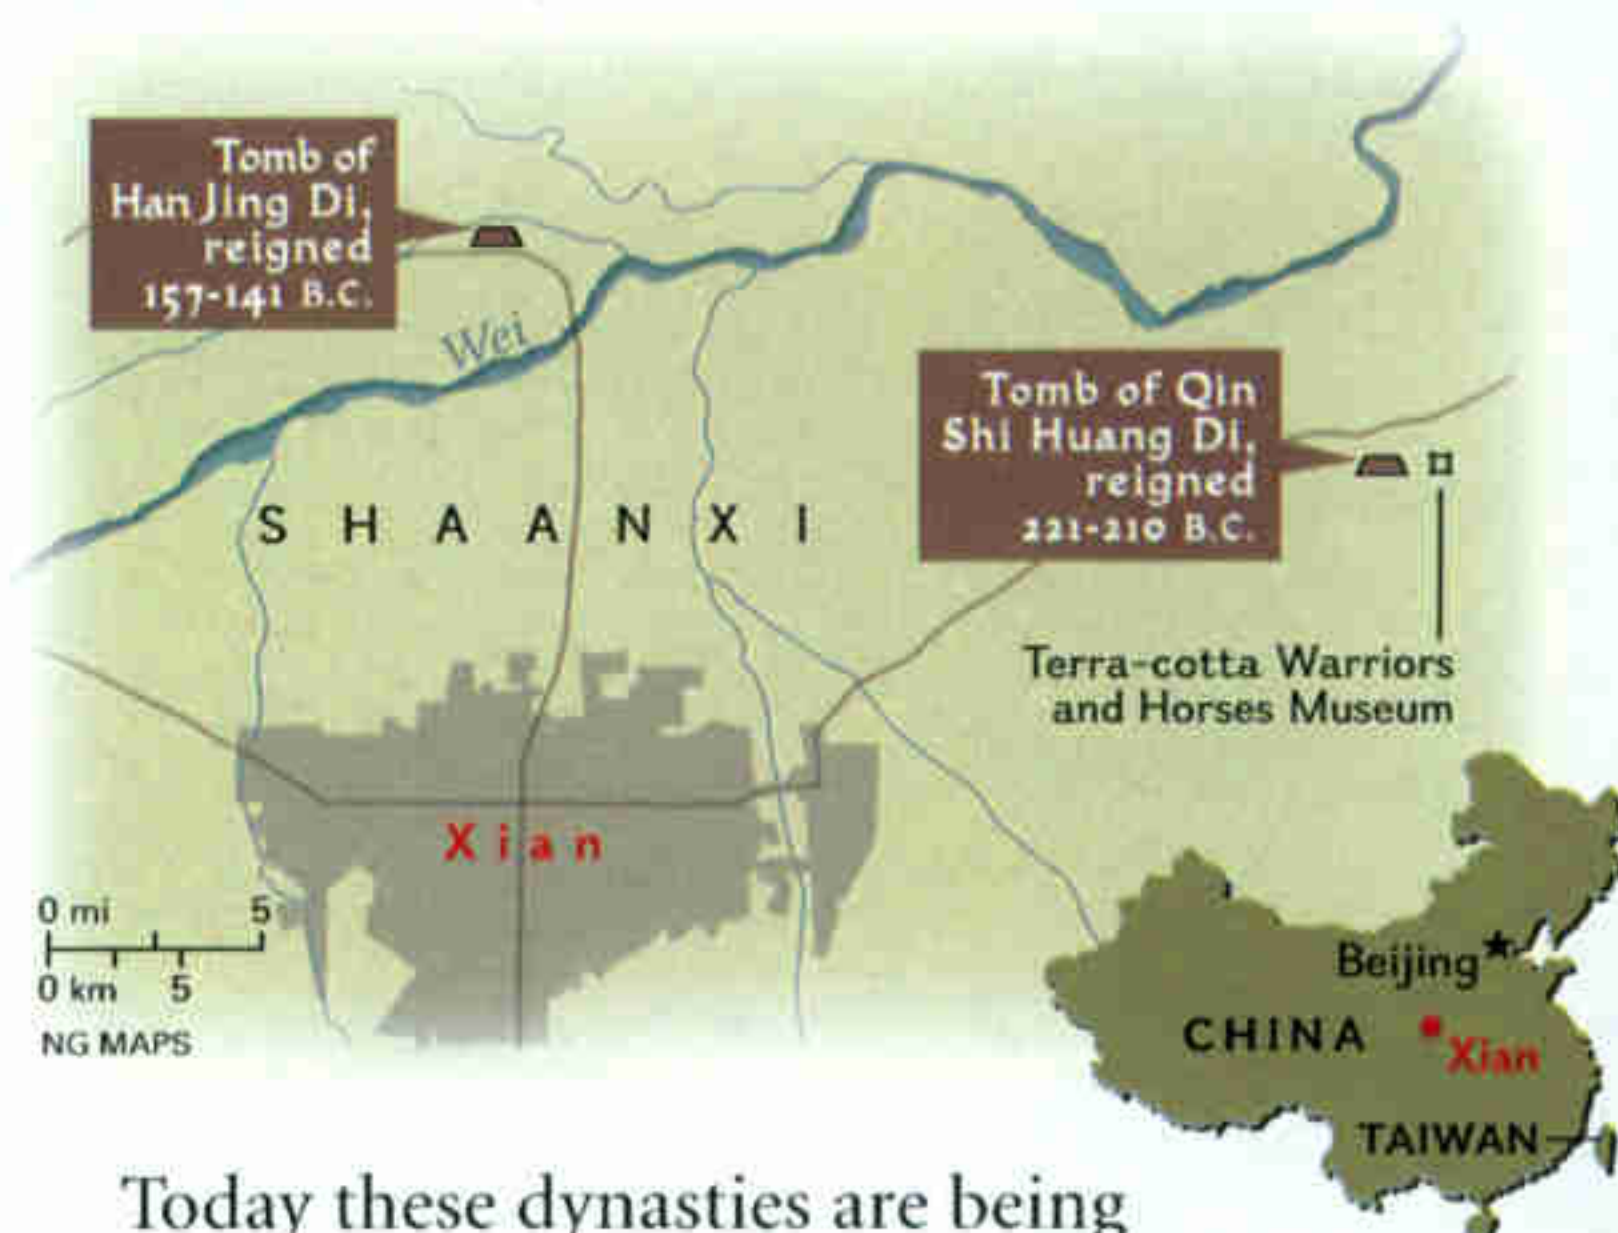 Tomb of
Han Jing Di,
reigned
157-141 B.C.
Wei
Tomb of Qin
Shi Huang Di,
reigned
221-210 B.C.
SHAANXI
Terra-cotta Warriors
and Horses Museum
Xian
0 mi 5
0 km 5
NG MAPS
Beijing
CHINA
Xian
TAIWAN
Today these dynasties are being